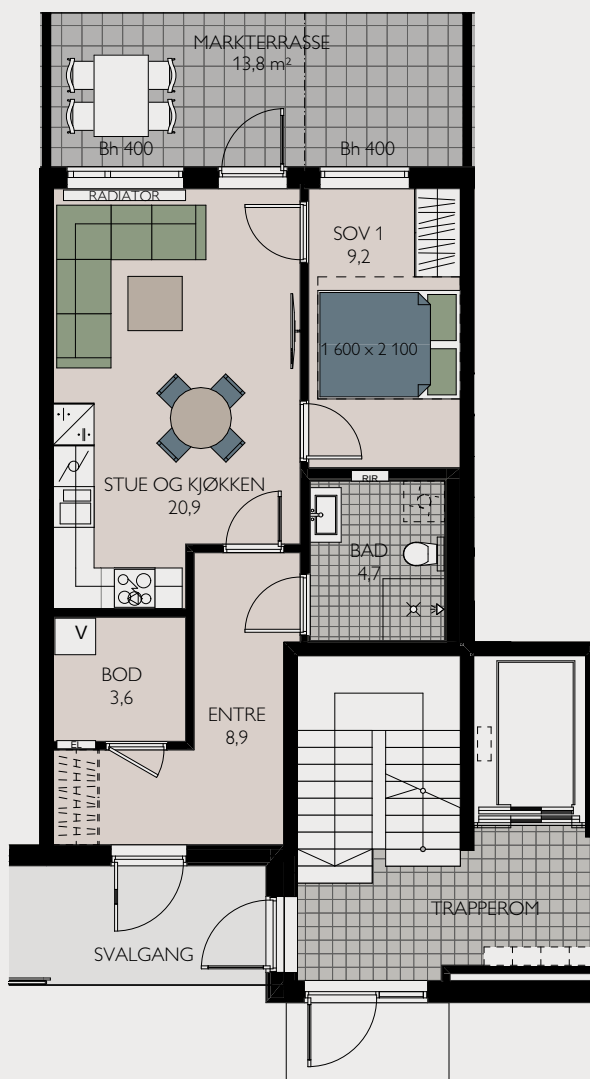 MARKTERRASSE
13,8 m²
Bh 400
Bh 400
RADIATOR
SOV 1
9,2
1 600 x 2 100
STUE OG KJØKKEN
20,9
RIR
BAD
4,7
V
BOD
3,6
ENTRE
8,9
EL
TRAPPEROM
SVALGANG